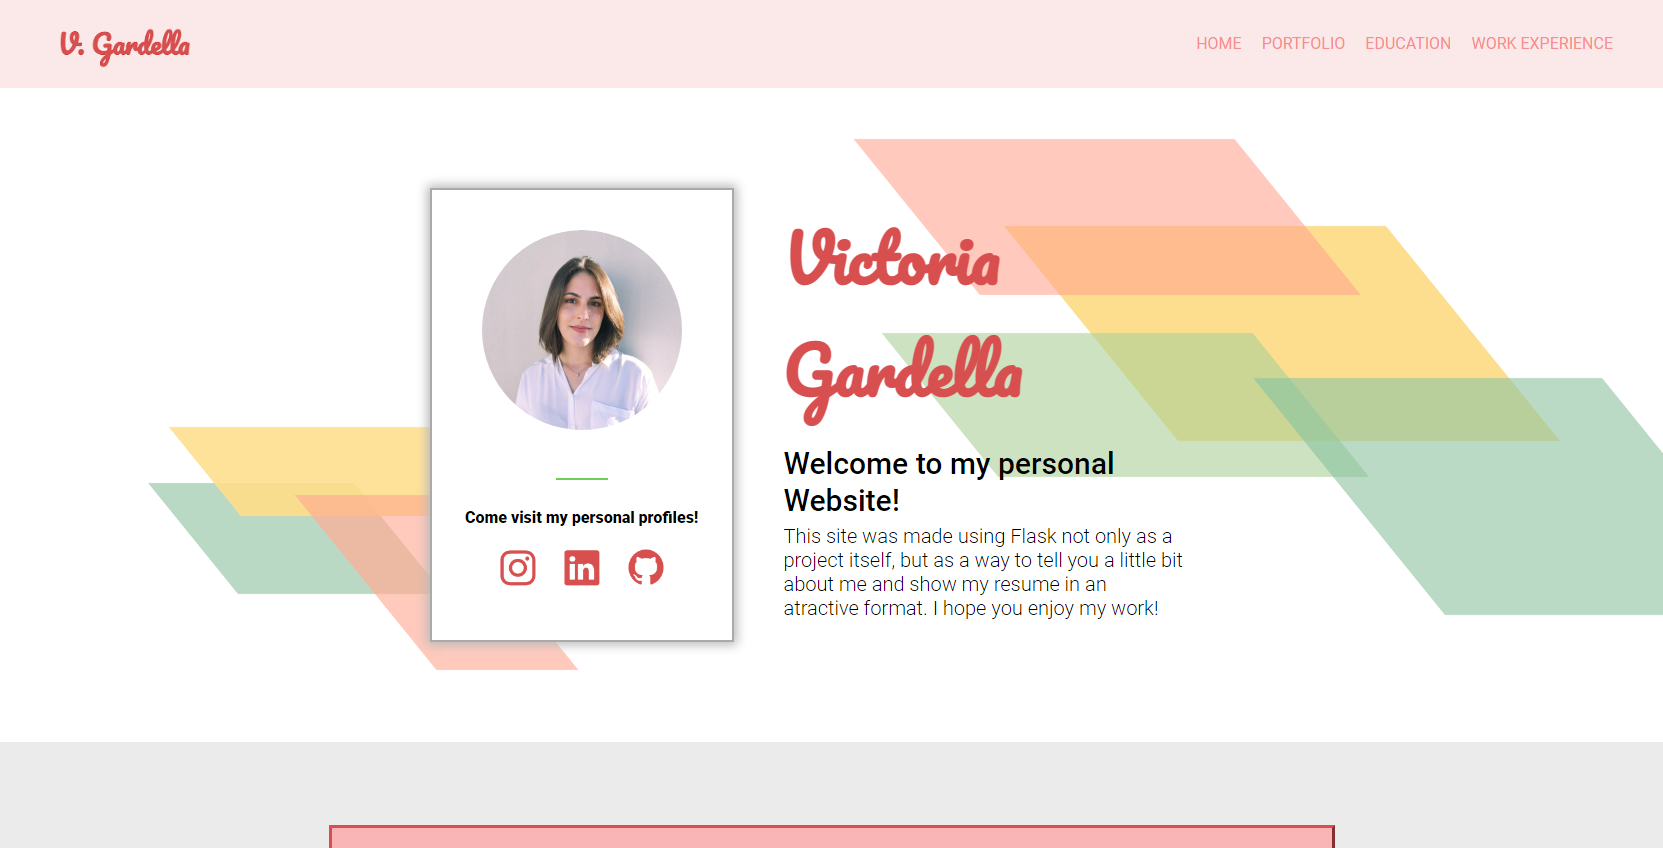 V. Gardella
HOME PORTFOLIO EDUCATION WORK EXPERIENCE
Come visit my personal profiles!
Victoria
Gardella
Welcome to my personal
Website!
This site was made using Flask not only as a
project itself, but as a way to tell you a little bit
about me and show my resume in an
atractive format. I hope you enjoy my work!